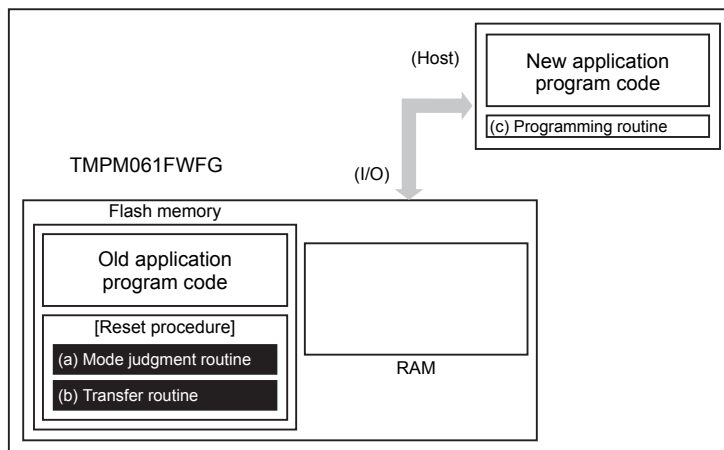 (Host)
New application
program code
(c) Programming routine
TMPM061FWFG
(I/O)
Flash memory
Old application
program code
[Reset procedure]
(a) Mode judgment routine
(b) Transfer routine
RAM